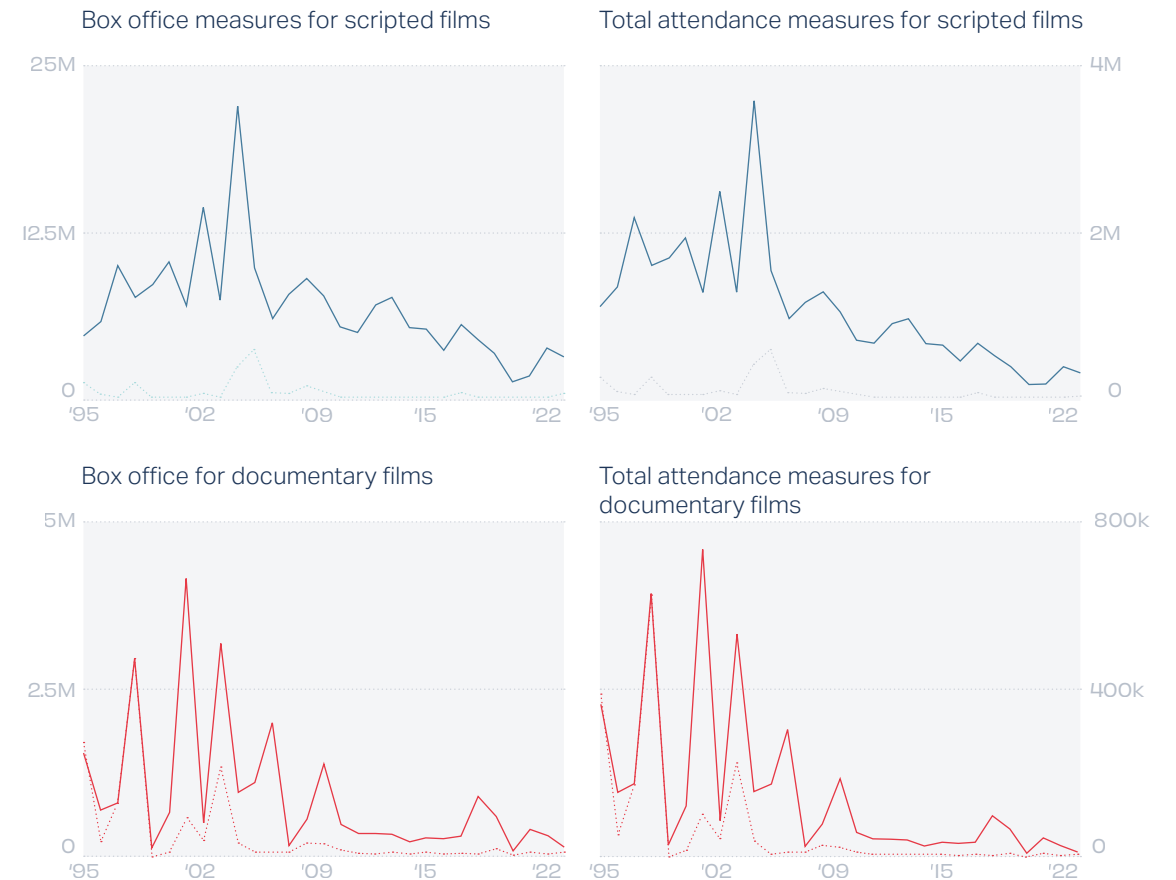 Box office measures for scripted films
Total attendance measures for scripted films
25M
12.5M
0
'95 '02 '09 '15 '22
4M
2M
0
'95 '02 '09 '15 '22
Box office for documentary films
Total attendance measures for
documentary films
5M
2.5M
0
'95 '02 '09 '15 '22
800k
400k
0
'95 '02 '09 '15 '22